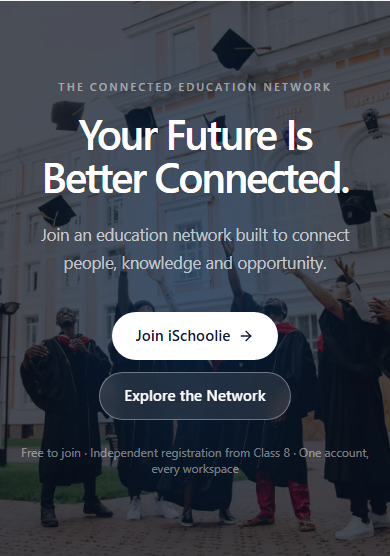 THE CONNECTED EDUCATION NETWORK
Your Future Is
Better Connected.
Join an education network built to connect
people, knowledge and opportunity.
Join iSchoolie →
Explore the Network
Free to join · Independent registration from Class 8 · One account,
every workspace